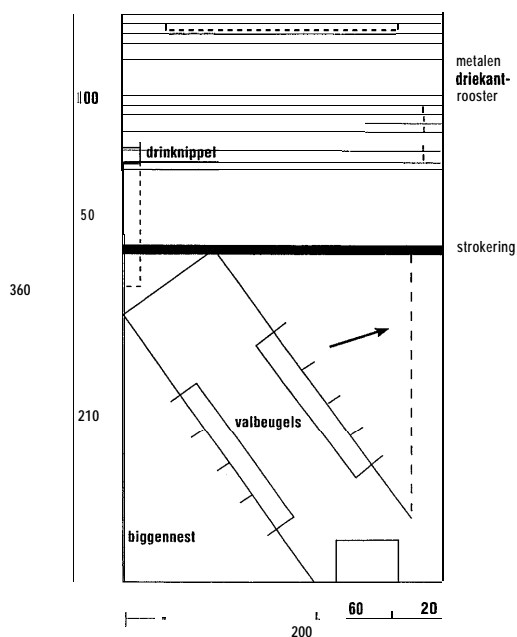 metalen
driekant-
rooster
100
drinknippel
50
strokering
360
210
valbeugels
biggennest
60 20
200